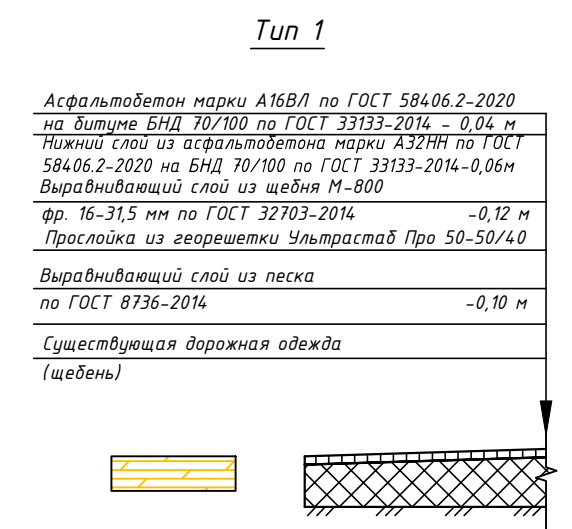 Тип 1
Асфальтобетон марки А16ВЛ по ГОСТ 58406.2-2020
на битуме БНД 70/100 по ГОСТ 33133-2014 - 0,04 м
Нижний слой из асфальтобетона марки А32НН по ГОСТ
58406.2-2020 на БНД 70/100 по ГОСТ 33133-2014-0,06м
Выравнивающий слой из щебня М-800
фр. 16-31,5 мм по ГОСТ 32703-2014 -0,12 м
Прослойка из георешетки Ультрастаб Про 50-50/40
Выравнивающий слой из песка
по ГОСТ 8736-2014 -0,10 м
Существующая дорожная одежда
(щебень)